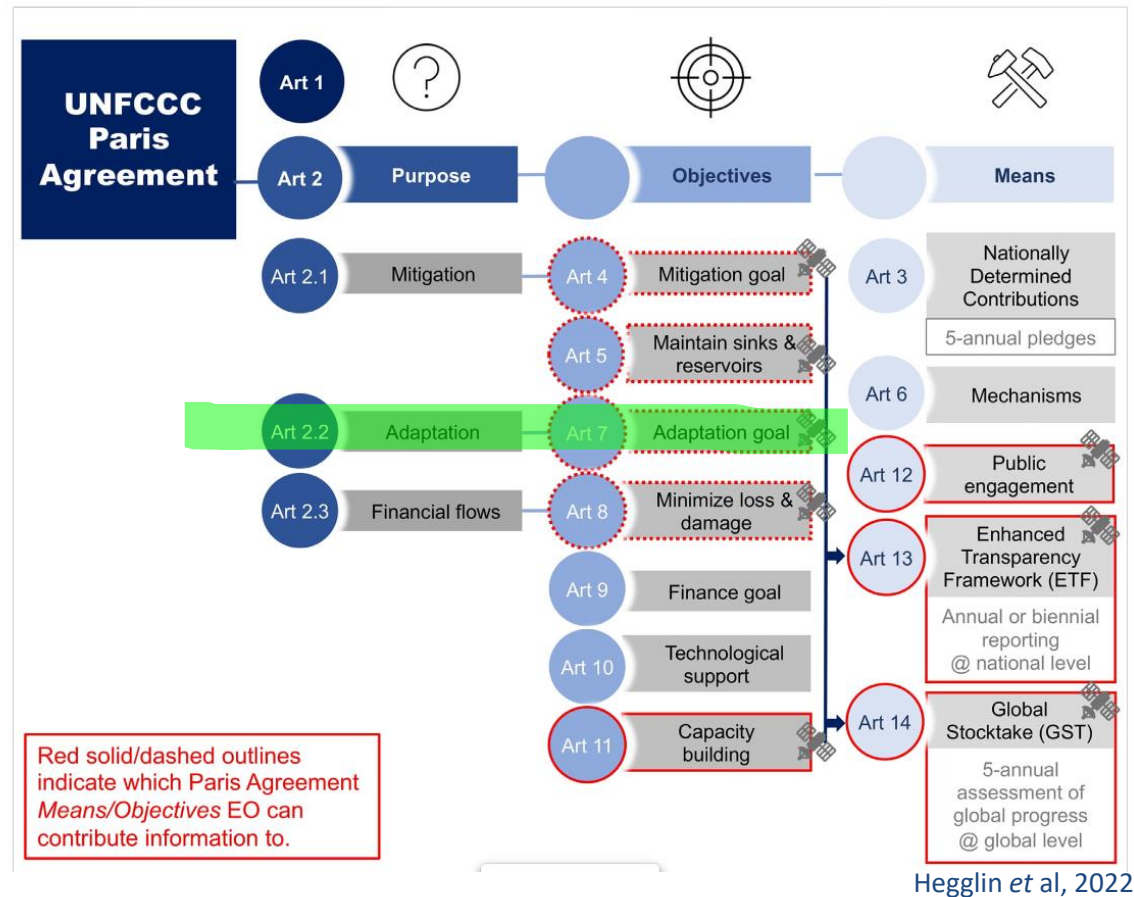 UNFCCC
Paris
Agreement
Art 1
?
Art 2
Purpose
Objectives
Means
Art 2.1
Mitigation
Art 4
Mitigation goal
Art 3
Nationally
Determined
Contributions
5-annual pledges
Art 5
Maintain sinks &
reservoirs
Art 6
Mechanisms
Art 2.2
Adaptation
Art 7
Adaptation goal
Art 12
Public
engagement
Art 2.3
Financial flows
Art 8
Minimize loss &
damage
Art 13
Enhanced
Transparency
Framework (ETF)
Annual or biennial
reporting
@ national level
Art 9
Finance goal
Art 10
Technological
support
Art 11
Capacity
building
Art 14
Global
Stocktake (GST)
5-annual
assessment of
global progress
@ global level
Red solid/dashed outlines
indicate which Paris Agreement
Means/Objectives EO can
contribute information to.
Hegglin et al, 2022